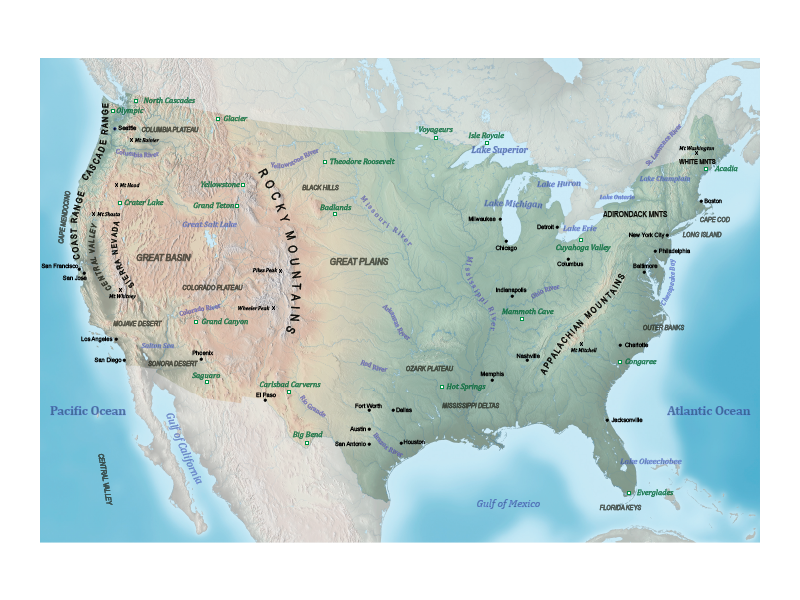 North Cascades
Olympic
Glacier
Voyageurs
Isle Royale
Seattle
COLUMBIA PLATEAU
Mt Rainier
Columbia River
Lake Superior
St. Lawrence River
Mt Washington
WHITE MNTS
Acadia
CASCADE RANGE
Yellowstone River
Theodore Roosevelt
Mt Hood
Yellowstone
BLACK HILLS
Lake Huron
Lake Champlain
Crater Lake
Grand Teton
Badlands
Missouri River
Lake Michigan
Lake Ontario
Boston
CAPE MENDOCINO
COAST RANGE
Mt Shasta
Great Salt Lake
Milwaukee
Detroit
Lake Erie
ADIRONDACK MNTS
CAPE COD
CENTRAL VALLEY
SIERRA NEVADA
ROCKY MOUNTAINS
Chicago
Cuyahoga Valley
New York City
LONG ISLAND
GREAT BASIN
GREAT PLAINS
Columbus
Philadelphia
San Francisco
San Jose
Pikes Peak
Baltimore
Chesapeake Bay
Mt Whitney
COLORADO PLATEAU
Mississippi River
Indianapolis
Ohio River
Colorado River
Wheeler Peak
Arkansas River
Mammoth Cave
APPALACHIAN MOUNTAINS
MOJAVE DESERT
Grand Canyon
OUTER BANKS
Los Angeles
Salton Sea
Charlotte
Mt Mitchell
San Diego
SONORA DESERT
Phoenix
Red River
OZARK PLATEAU
Nashville
Congaree
Saguaro
Carlsbad Carverns
Hot Springs
Memphis
El Paso
Rio Grande
Fort Worth
Dallas
MISSISSIPPI DELTAS
Pacific Ocean
Gulf of California
Atlantic Ocean
Austin
Jacksonville
Big Bend
San Antonio
Houston
CENTRAL VALLEY
Lake Okeechobee
Gulf of Mexico
Everglades
FLORIDA KEYS